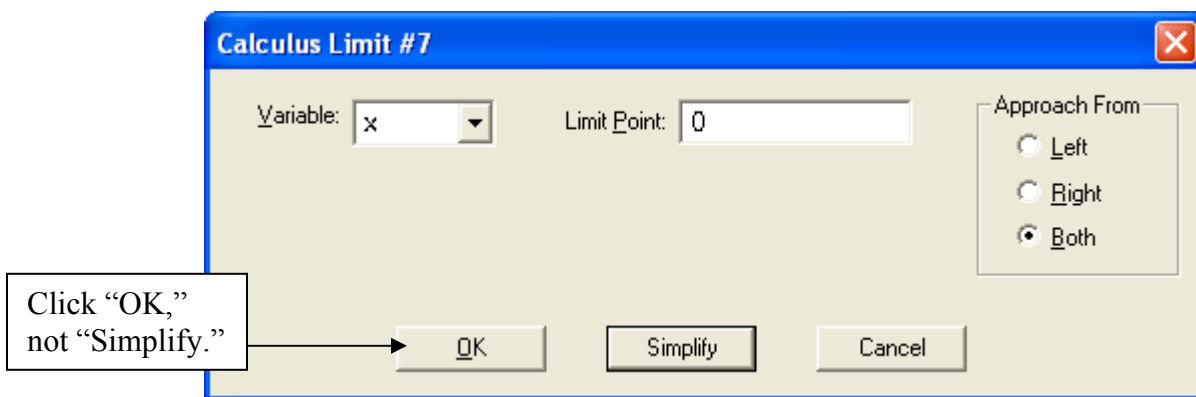 Calculus Limit #7
Variable: x Limit Point: 0 Approach From
Left
Right
Both
Click “OK,”
not “Simplify.”
OK Simplify Cancel